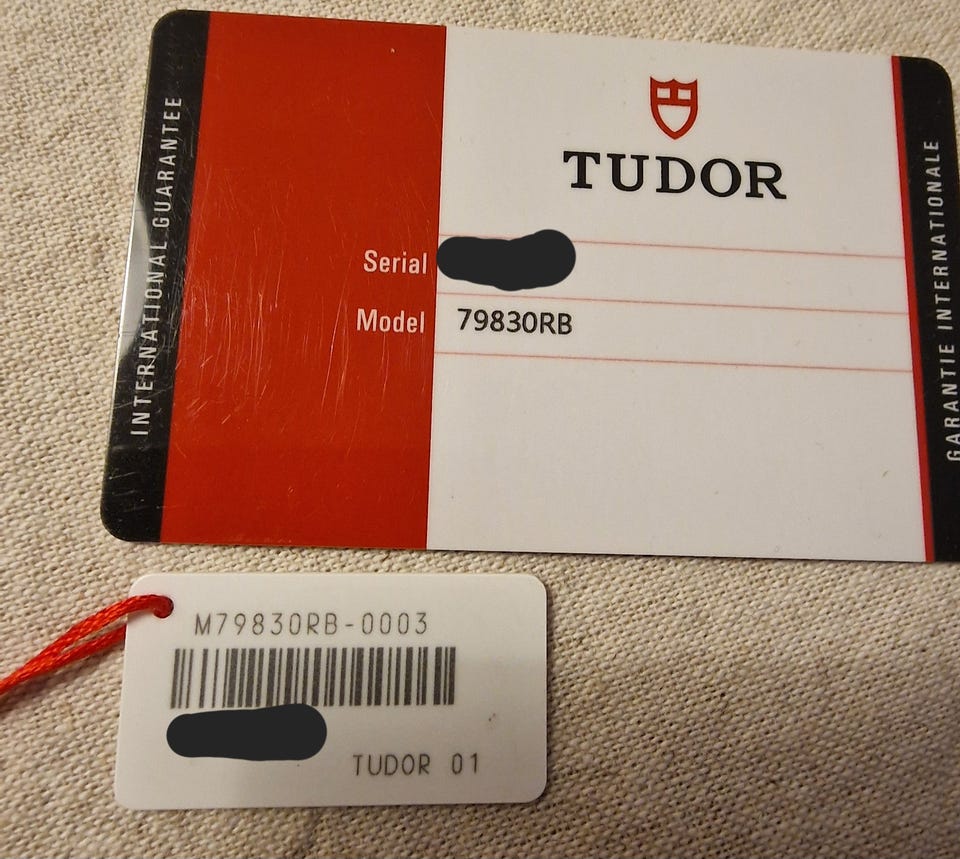 INTERNATIONAL GUARANTEE
TUDOR
Serial
Model 79830RB
GARANTIE INTERNATIONALE
M79830RB-0003
TUDOR 01